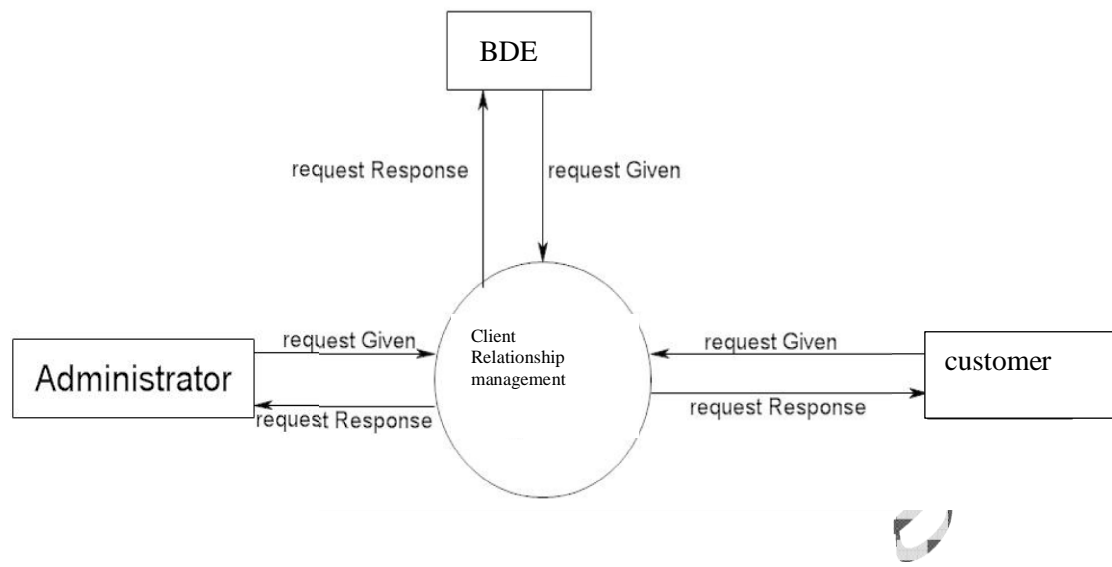 BDE
request Response
request Given
request Given
Administrator
request Response
Client
Relationship
management
request Given
customer
request Response